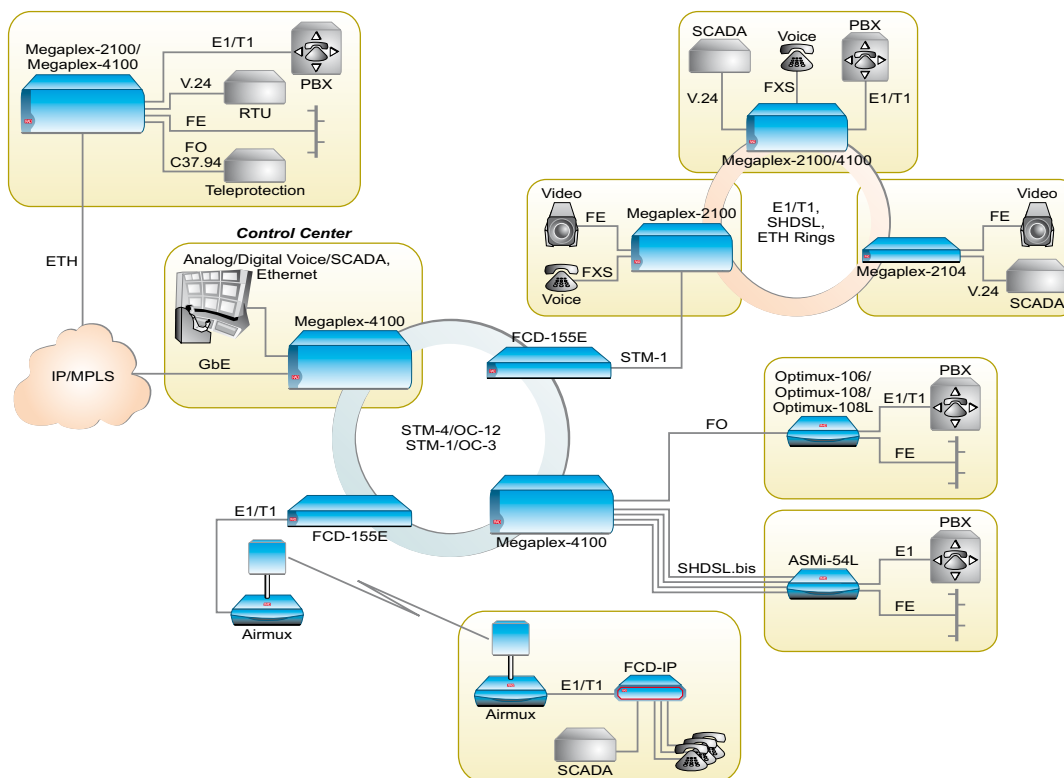 Megaplex-2100/
Megaplex-4100
E1/T1
PBX
V.24
RTU
FE
FO
C37.94
Teleprotection
ETH
IP/MPLS
GbE
Control Center
Analog/Digital Voice/SCADA,
Ethernet
Megaplex-4100
SCADA
Voice
PBX
V.24
FXS
E1/T1
Megaplex-2100/4100
Video
FE
Megaplex-2100
FXS
Voice
E1/T1,
SHDSL,
ETH Rings
Video
FE
Megaplex-2104
V.24
SCADA
FCD-155E
STM-1
STM-4/OC-12
STM-1/OC-3
FCD-155E
E1/T1
Megaplex-4100
FO
Optimux-106/
Optimux-108/
Optimux-108L
PBX
E1/T1
FE
SHDSL.bis
ASMi-54L
PBX
E1
FE
Airmux
Airmux
E1/T1
FCD-IP
SCADA